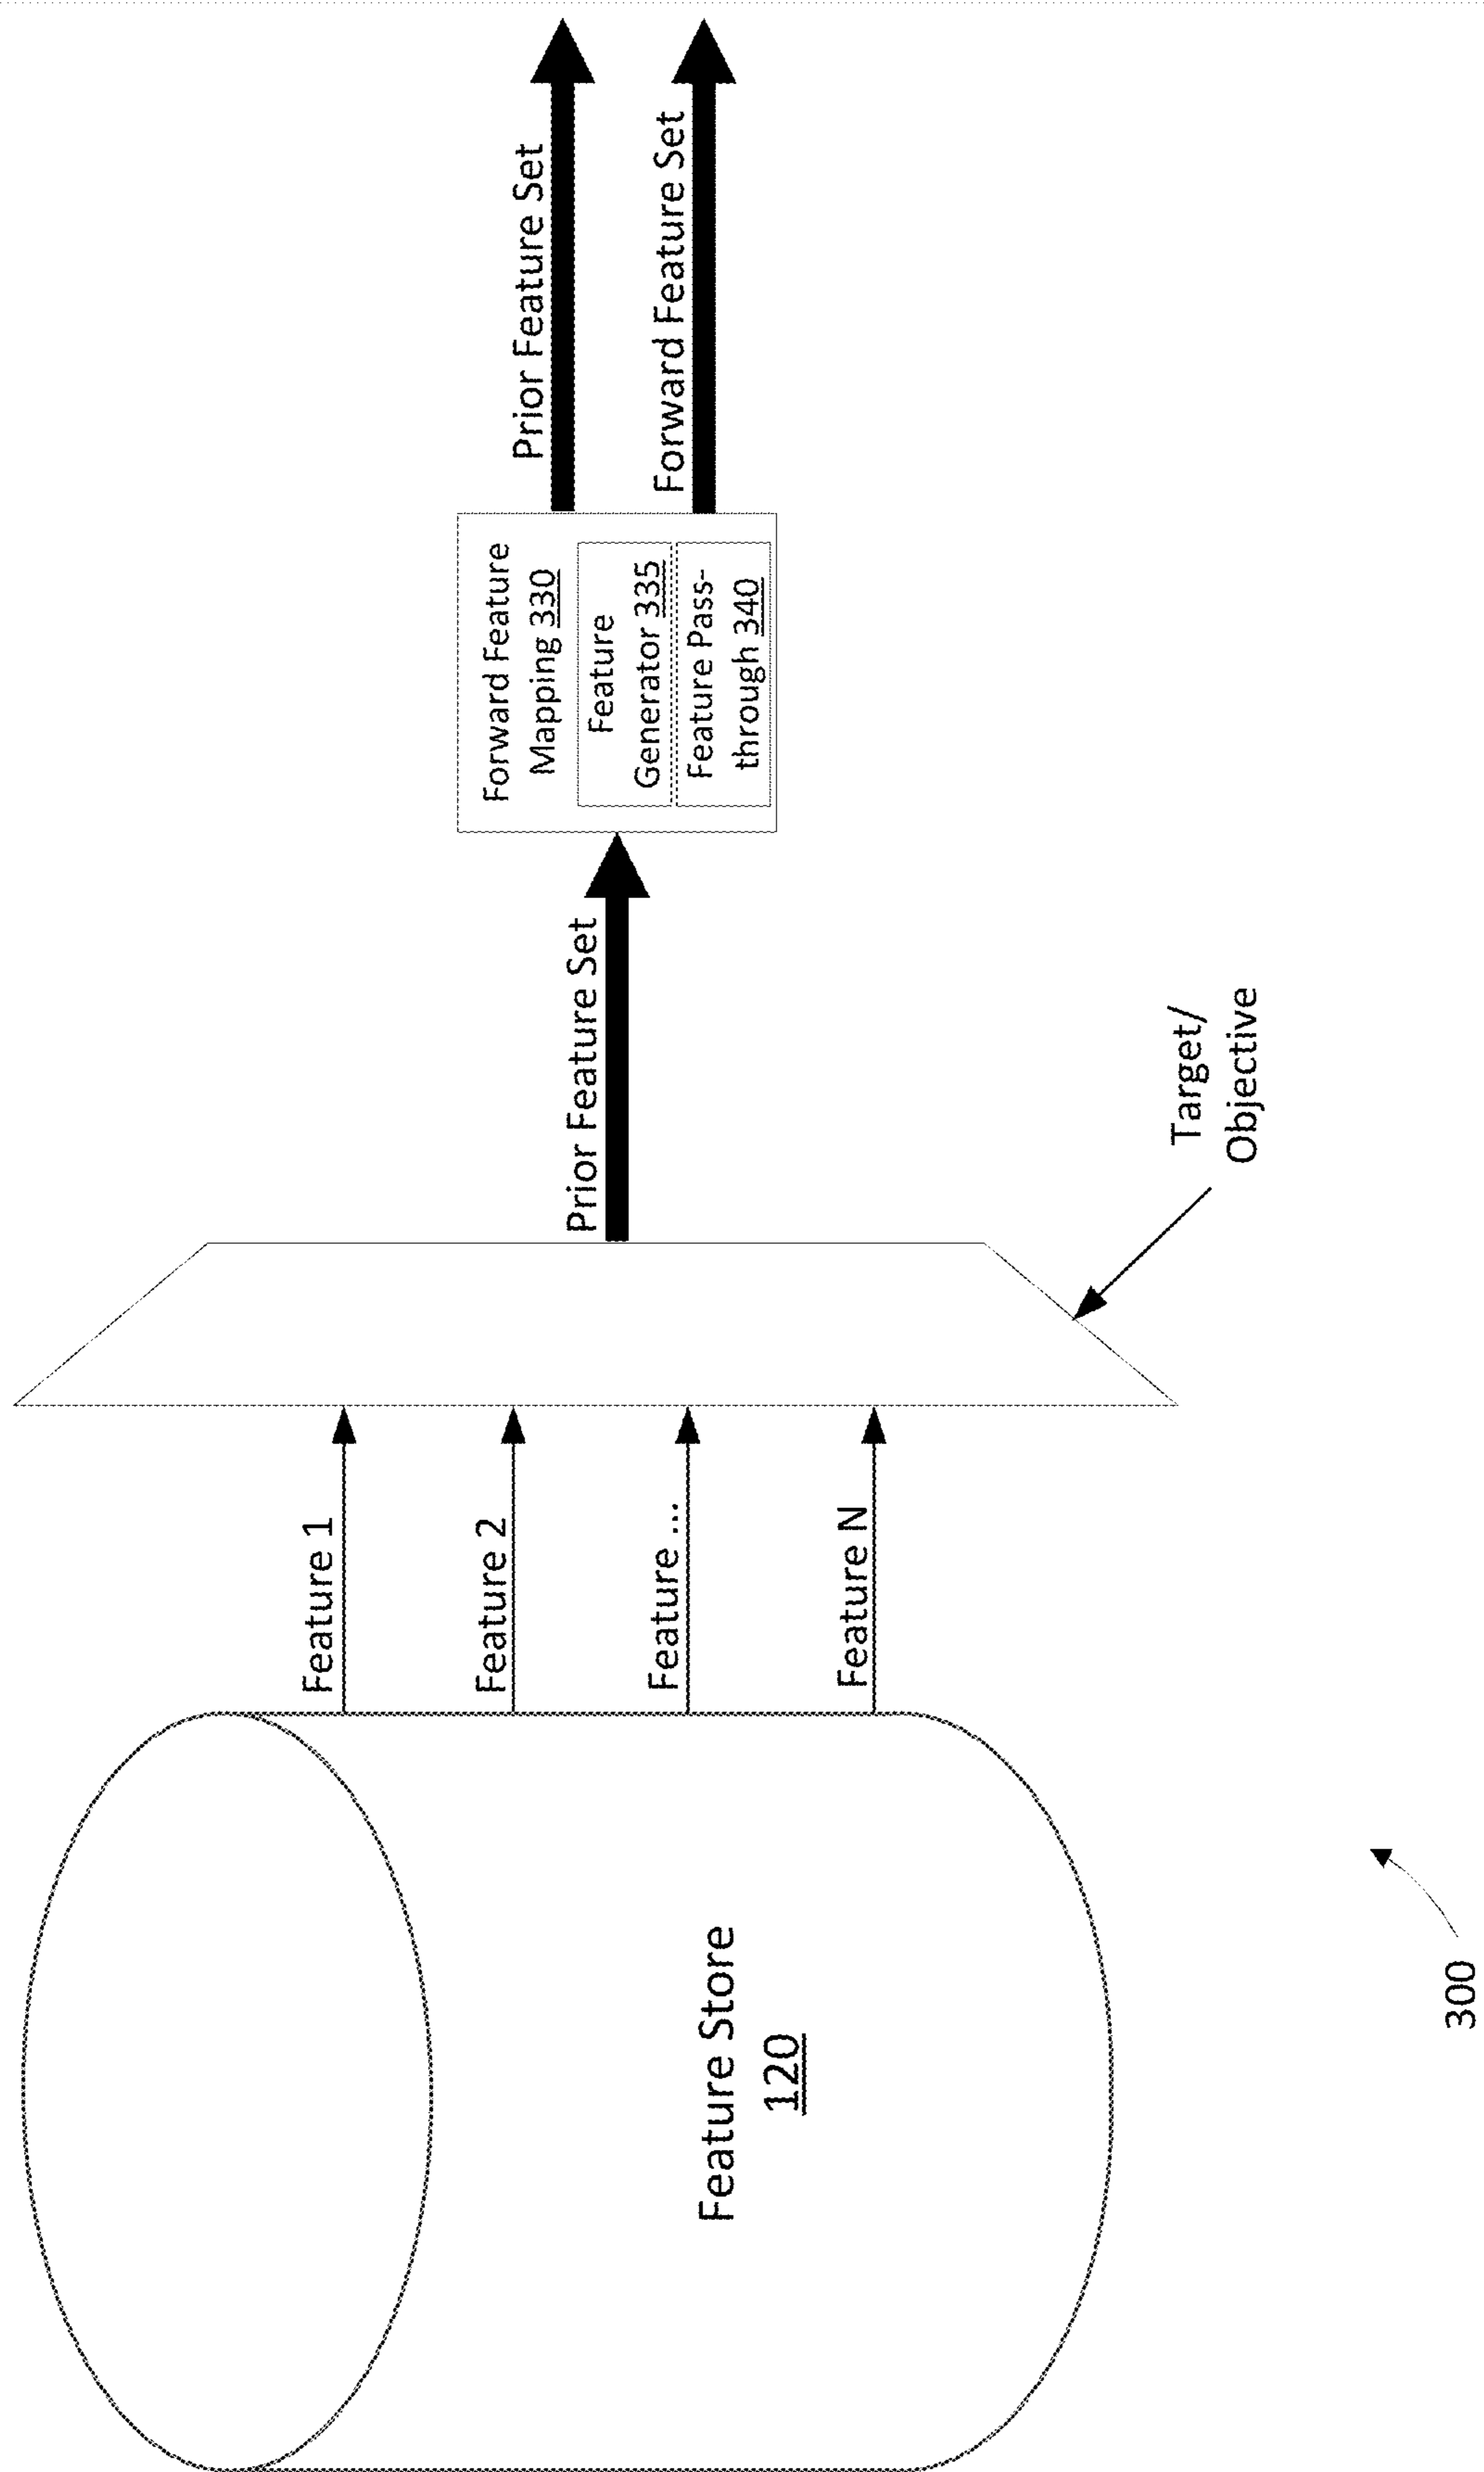 Feature Store
120
Feature 1
Feature 2
Feature ...
Feature N
Target/
Objective
Prior Feature Set
Forward Feature
Mapping 330
Feature
Generator 335
Feature Pass-
through 340
Prior Feature Set
Forward Feature Set
300